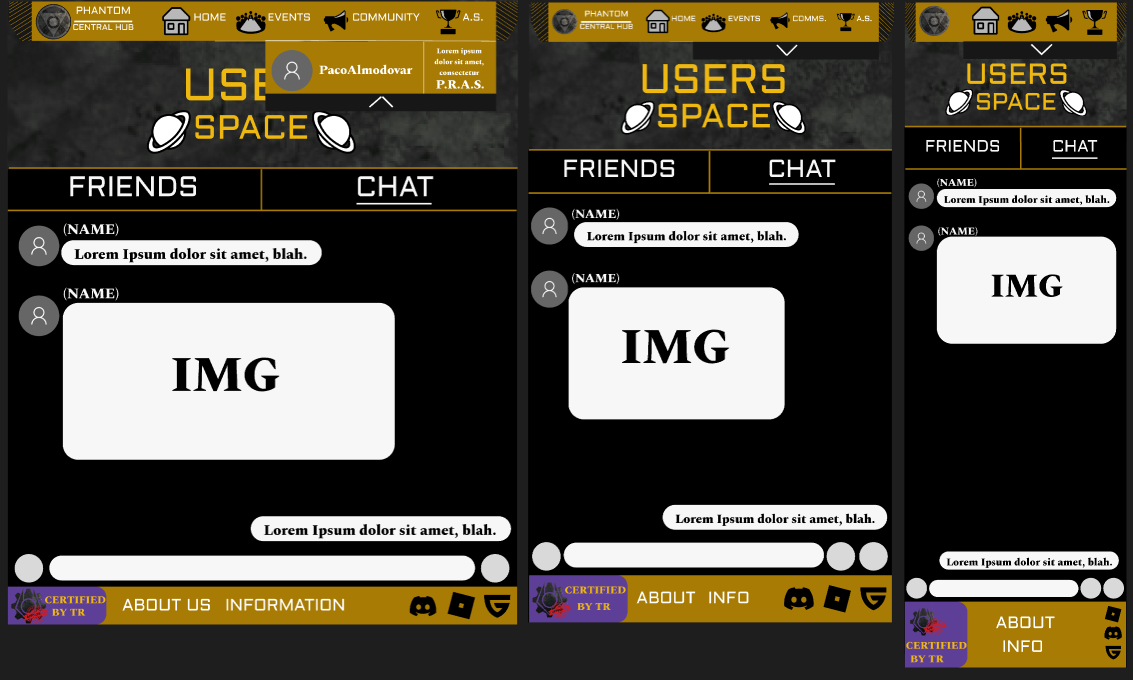 PHANTOM
CENTRAL HUB
HOME
EVENTS
COMMUNITY
A.S.
PacoAlmodovar
Lorem ipsum
dolor sit amet,
consectetur
P.R.A.S.
USE
SPACE
FRIENDS
CHAT
(NAME)
Lorem Ipsum dolor sit amet, blah.
(NAME)
IMG
Lorem Ipsum dolor sit amet, blah.
CERTIFIED
BY TR
ABOUT US
INFORMATION
PHANTOM
CENTRAL HUB
HOME
EVENTS
COMMS.
A.S.
USERS
SPACE
FRIENDS
CHAT
(NAME)
Lorem Ipsum dolor sit amet, blah.
(NAME)
IMG
Lorem Ipsum dolor sit amet, blah.
CERTIFIED
BY TR
ABOUT
INFO
USERS
SPACE
FRIENDS
CHAT
(NAME)
Lorem Ipsum dolor sit amet, blah.
(NAME)
IMG
Lorem Ipsum dolor sit amet, blah.
CERTIFIED
BY TR
ABOUT
INFO